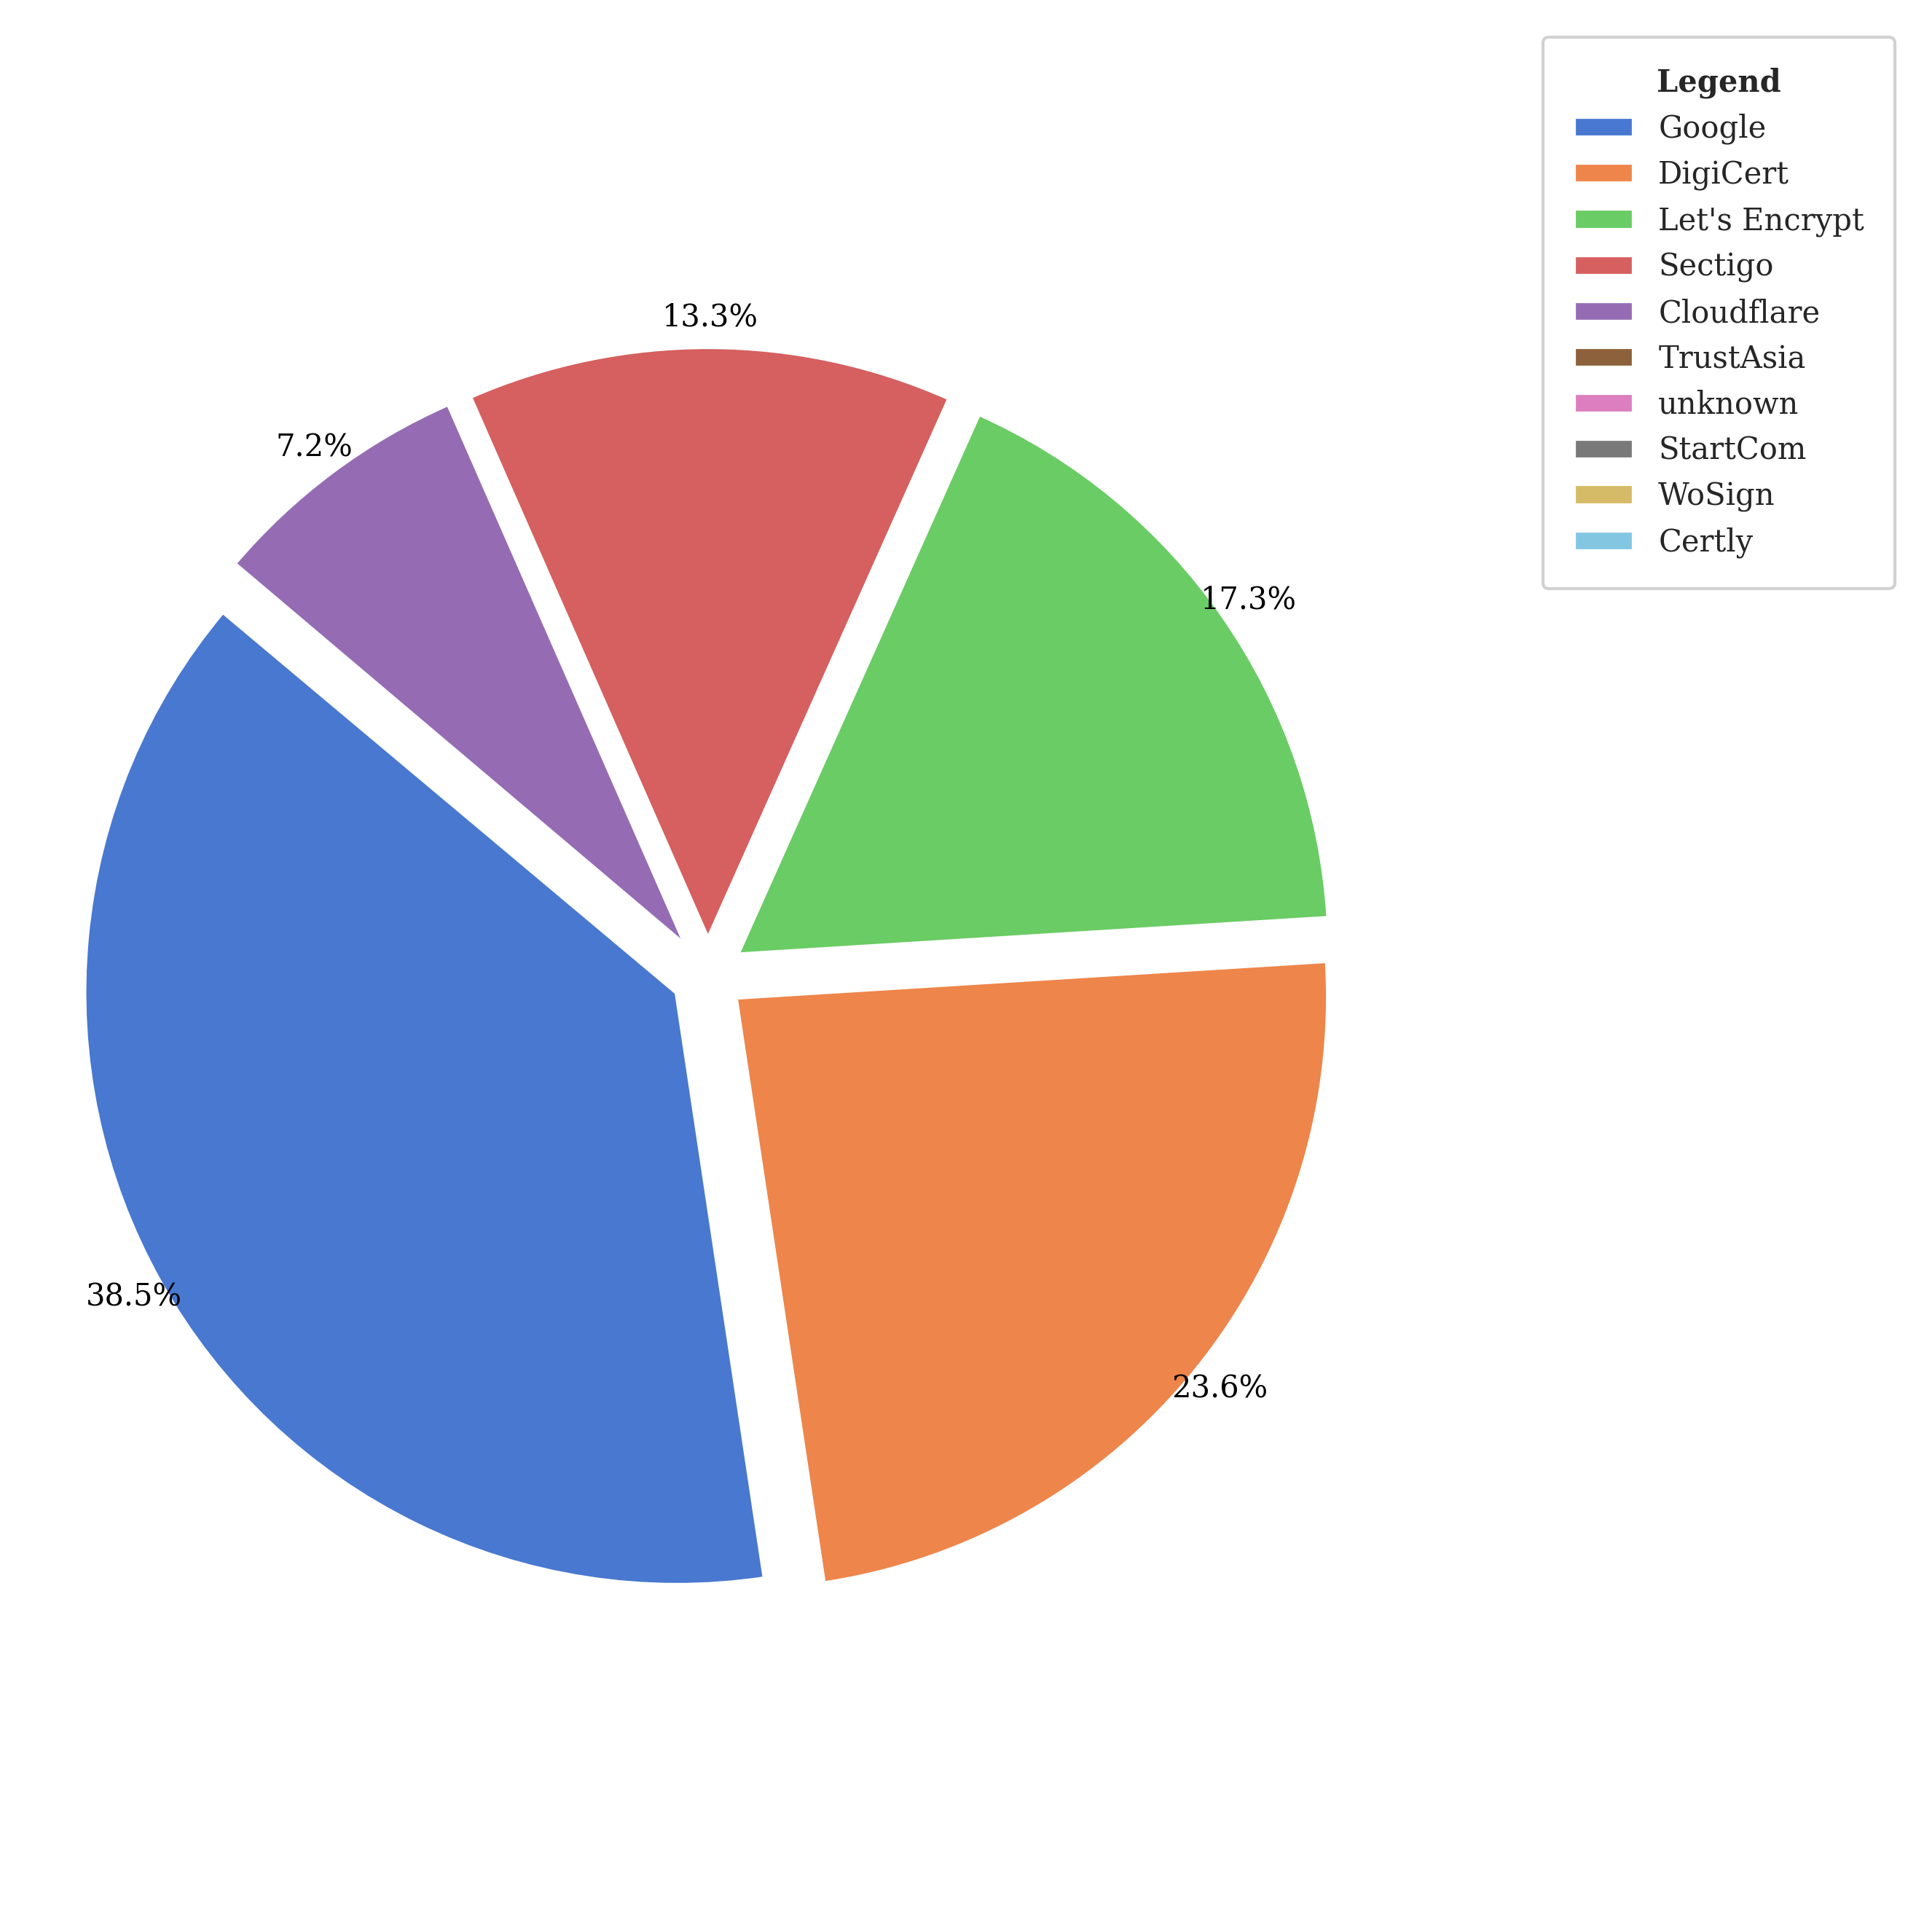 Legend
Google
DigiCert
Let's Encrypt
Sectigo
Cloudflare
TrustAsia
unknown
StartCom
WoSign
Certly
13.3%
7.2%
17.3%
38.5%
23.6%